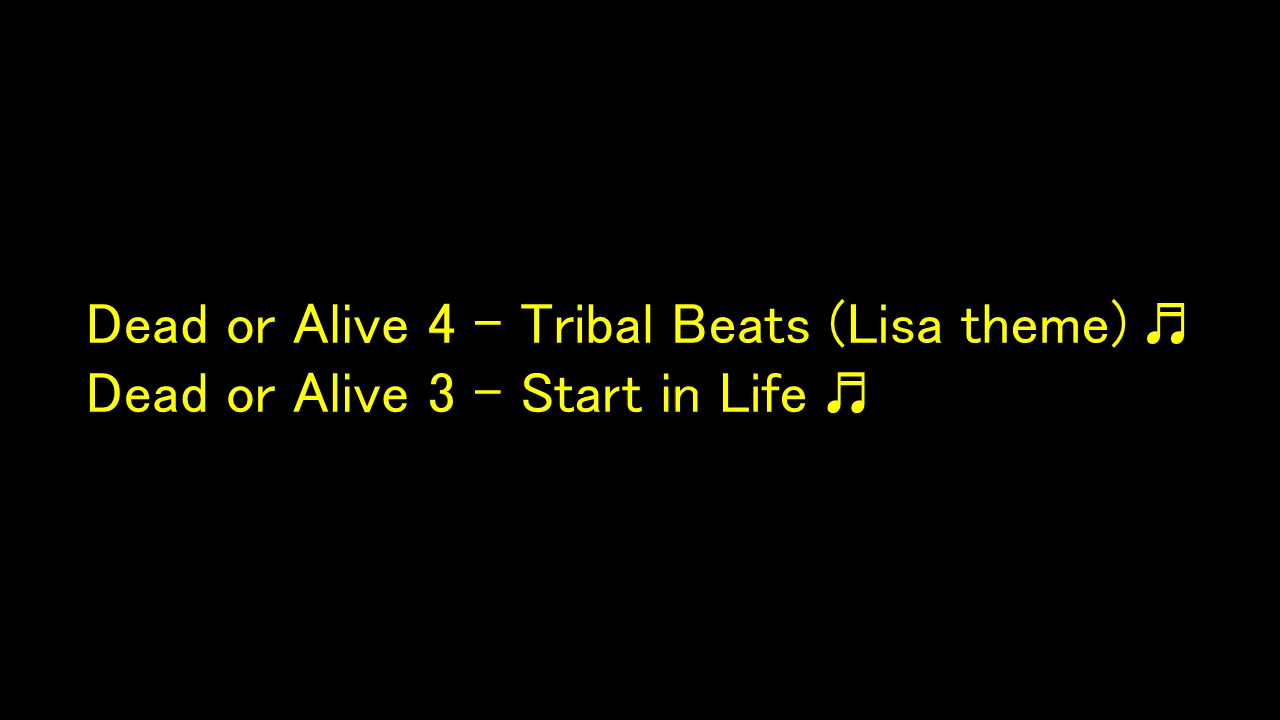 Dead or Alive 4 - Tribal Beats (Lisa theme) ♬
Dead or Alive 3 - Start in Life ♬